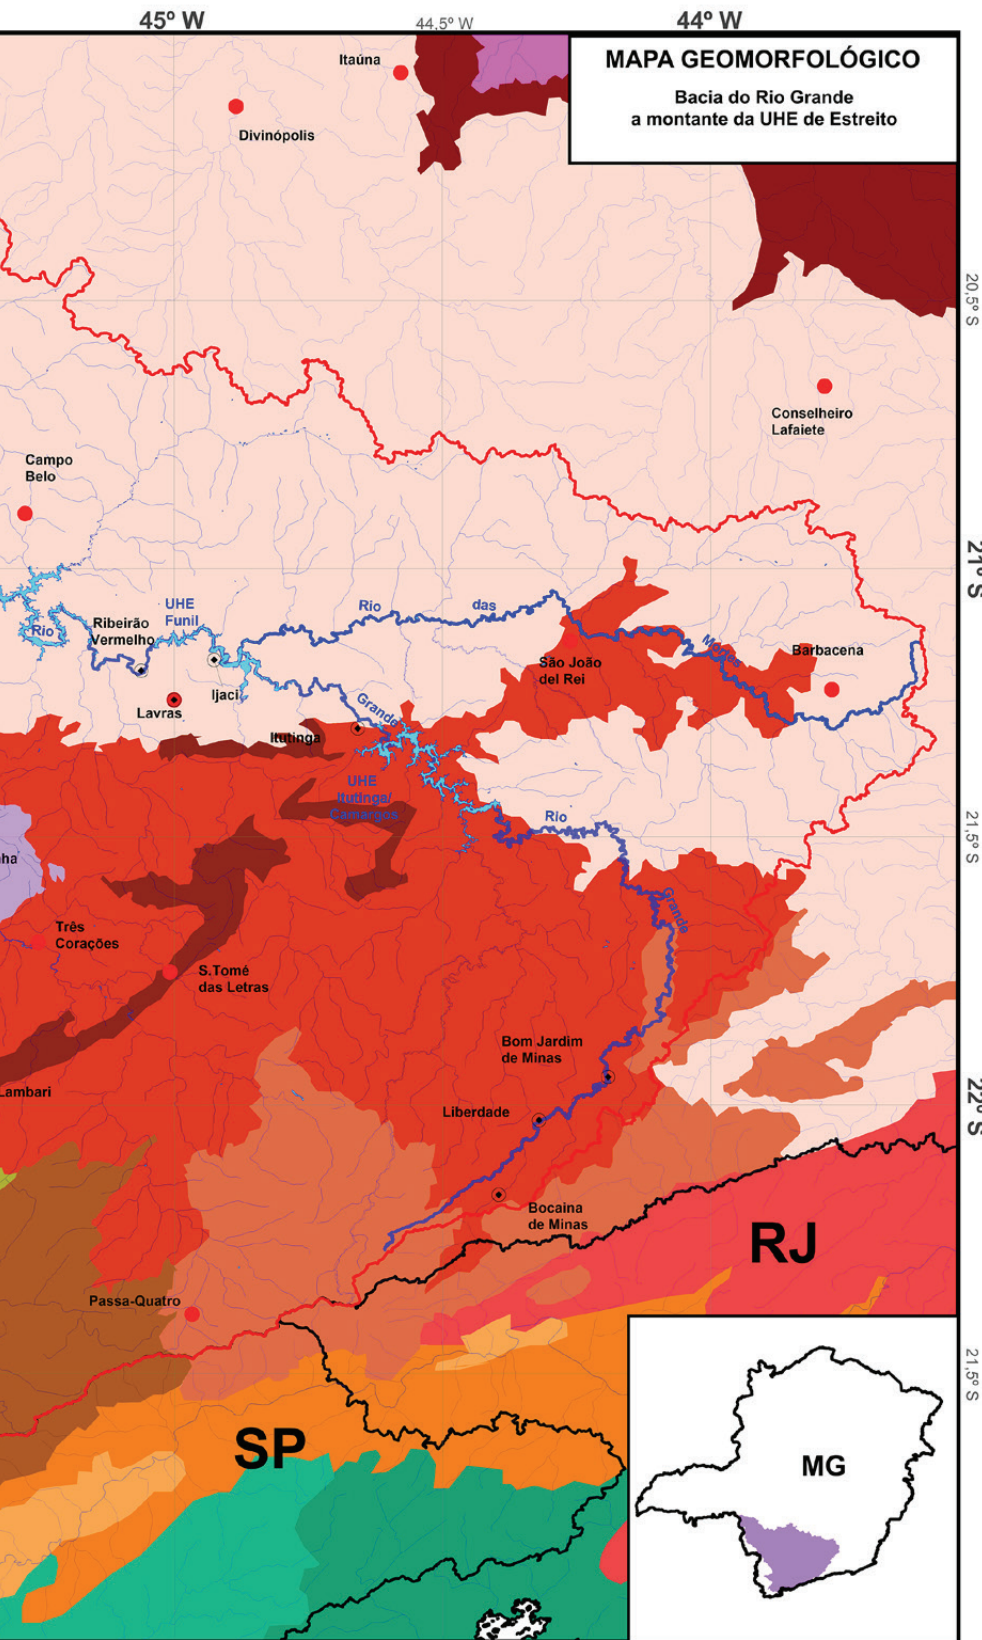 45º W
44,5º W
44º W
MAPA GEOMORFOLÓGICO
Bacia do Rio Grande
a montante da UHE de Estreito
Itaúna
Divinópolis
20,5º S
Conselheiro
Lafaiete
Campo
Belo
21º S
UHE
Funil
Rio
das
Mortes
Rio
Ribeirão
Vermelho
Barbacena
São João
del Rei
Ijaci
Lavras
Grande
Itutinga
UHE
Itutinga/
Camargos
Rio
21,5º S
ha
Grande
Três
Corações
S.Tomé
das Letras
Bom Jardim
de Minas
Lambari
Liberdade
22º S
Bocaina
de Minas
RJ
Passa-Quatro
21,5º S
SP
MG